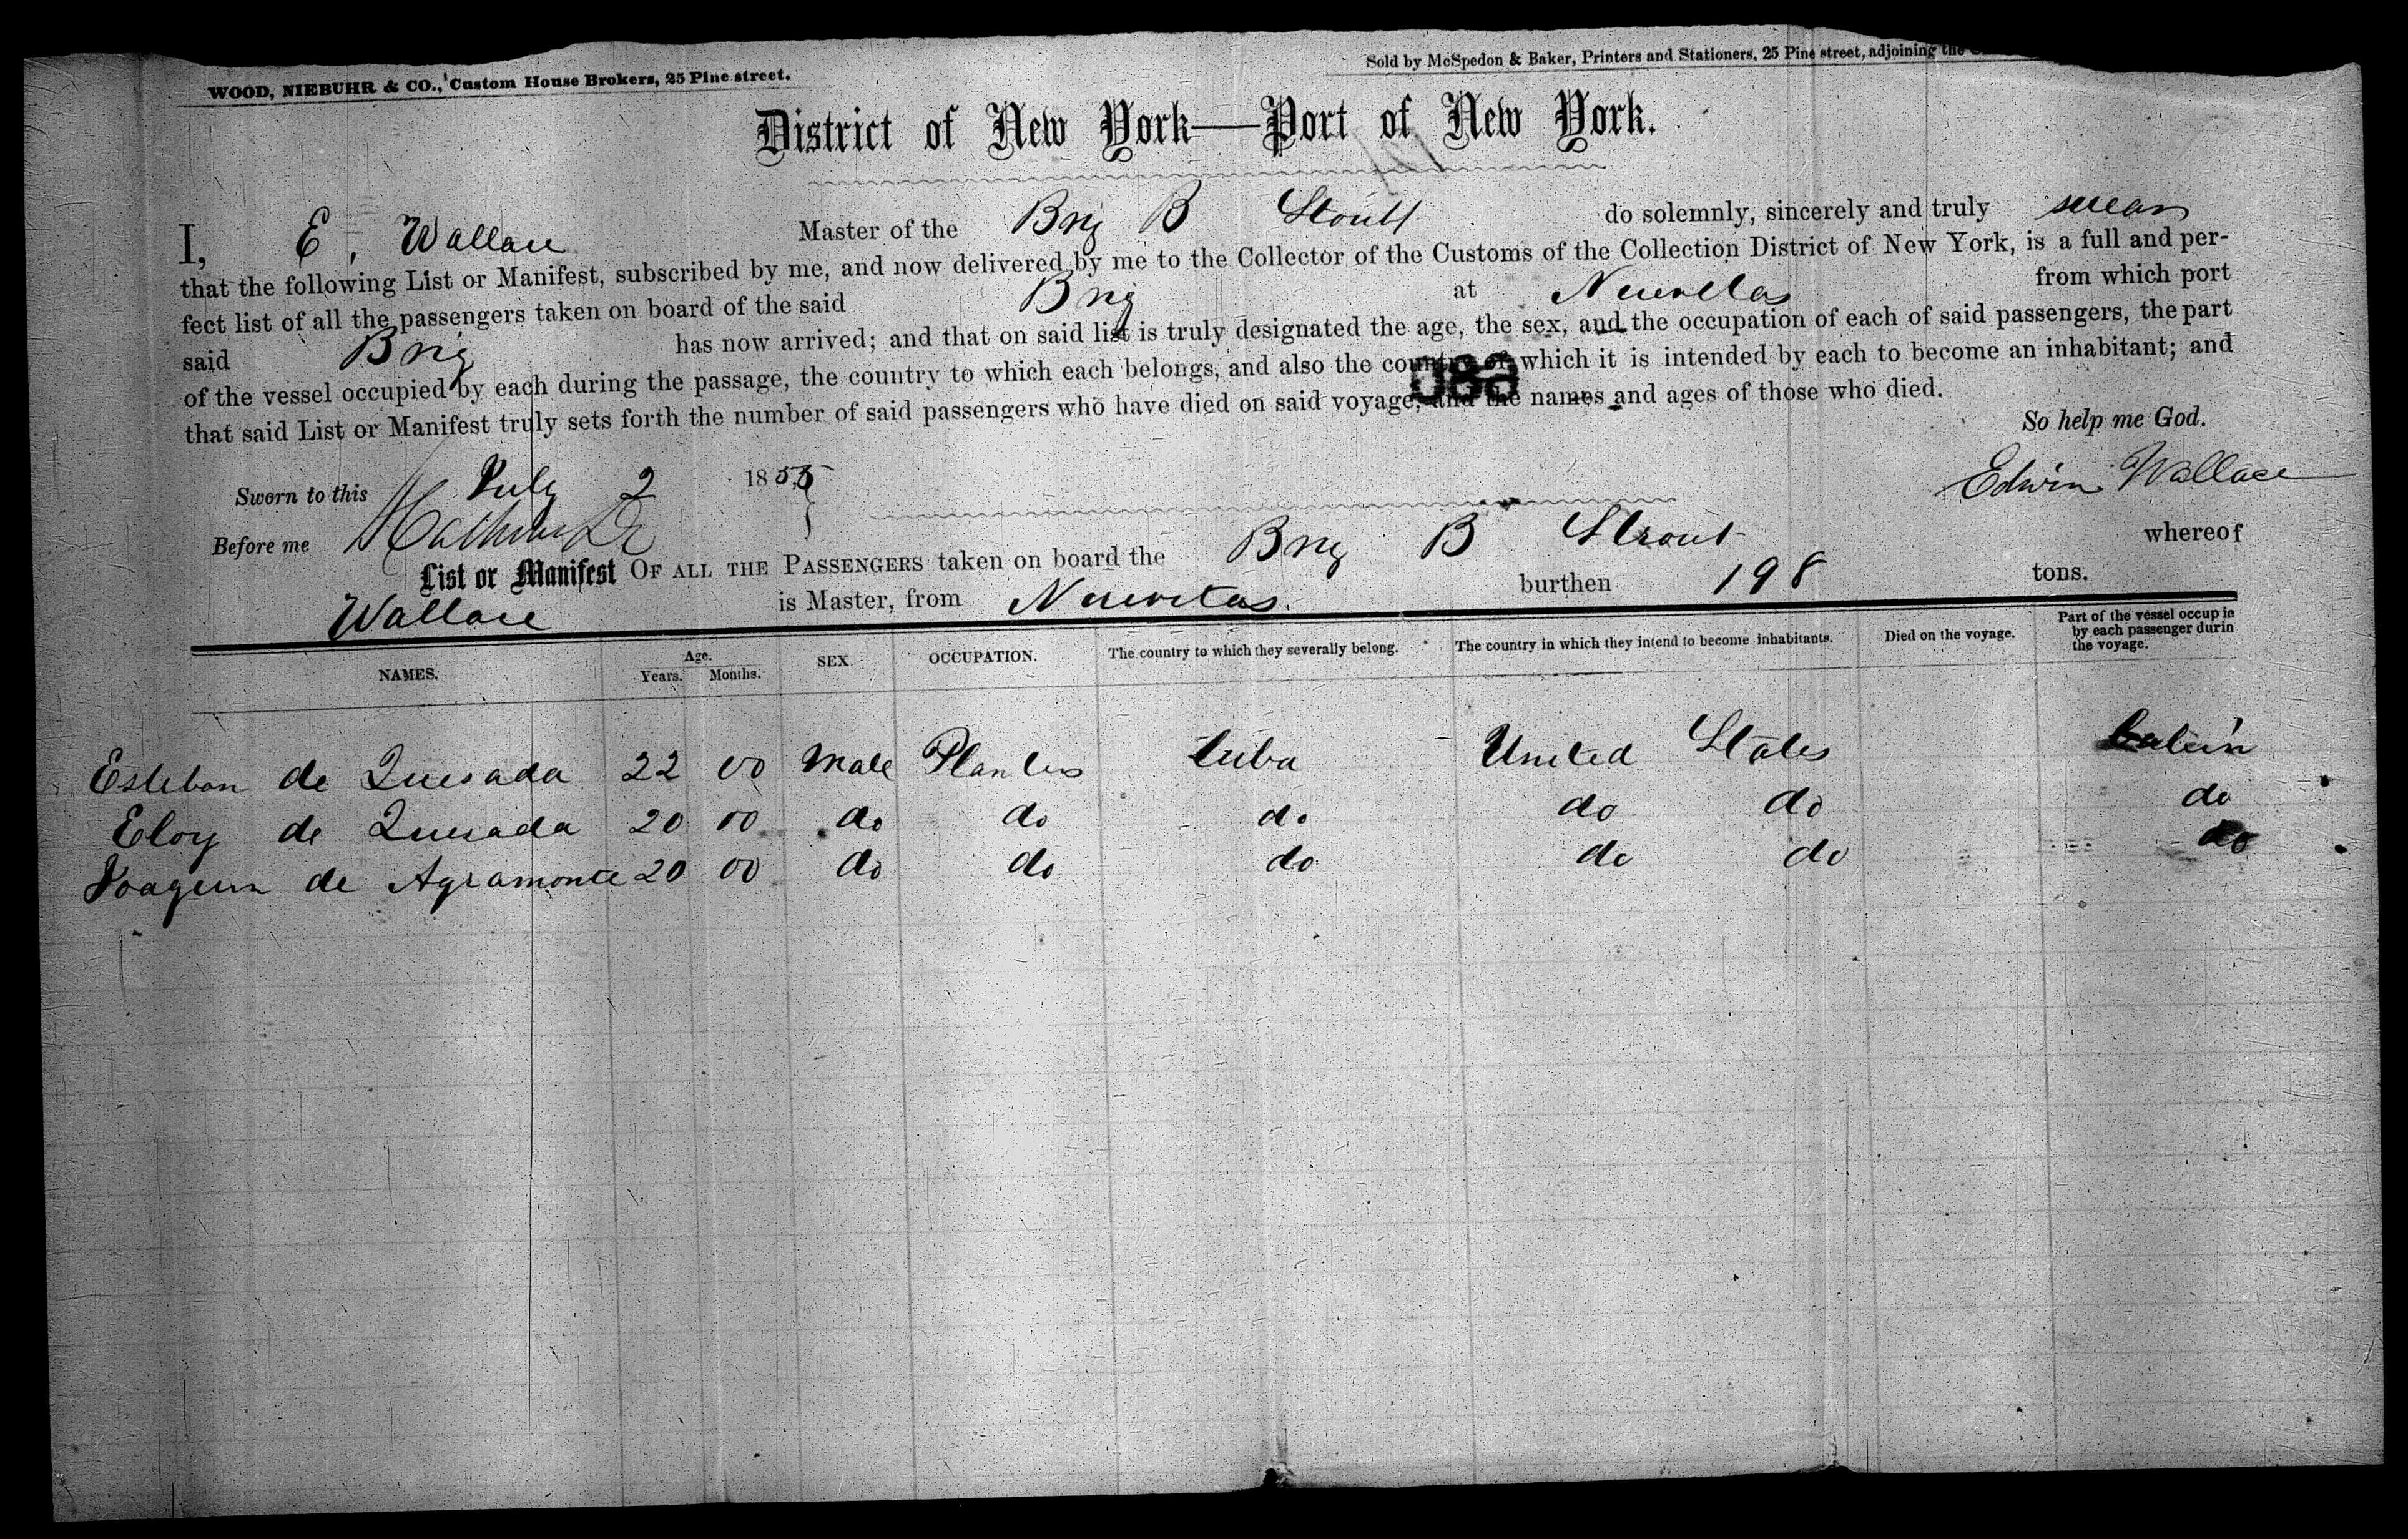 WOOD, NIEBUHR & CO., Custom House Brokers, 25 Pine street.
Sold by McSpedon & Baker, Printers and Stationers, 25 Pine street, adjoining the
District of New York—Port of New York.
I, E, Wallace Master of the Brig B Stoutt do solemnly, sincerely and truly swear
that the following List or Manifest, subscribed by me, and now delivered by me to the Collector of the Customs of the Collection District of New York, is a full and per-
fect list of all the passengers taken on board of the said Brig at Nuevitas from which port
said Brig has now arrived; and that on said list is truly designated the age, the sex, and the occupation of each of said passengers, the part
of the vessel occupied by each during the passage, the country to which each belongs, and also the country of which it is intended by each to become an inhabitant; and
that said List or Manifest truly sets forth the number of said passengers who have died on said voyage, and the names and ages of those who died.
So help me God.
Sworn to this July 2 1855
Edwin Wallace
Before me
List or Manifest OF ALL THE PASSENGERS taken on board the Brig B Strout whereof
Wallace is Master, from Nuevitas. burthen 198 tons.
NAMES. Age. Years. Months. SEX. OCCUPATION. The country to which they severally belong. The country in which they intend to become inhabitants. Died on the voyage. Part of the vessel occup in by each passenger durin the voyage.
Esteban de Quesada 22 00 Male Planters Cuba United States Cabin
Eloy de Quesada 20 00 do do do do do do
Joaquin de Agramonte 20 00 do do do do do do